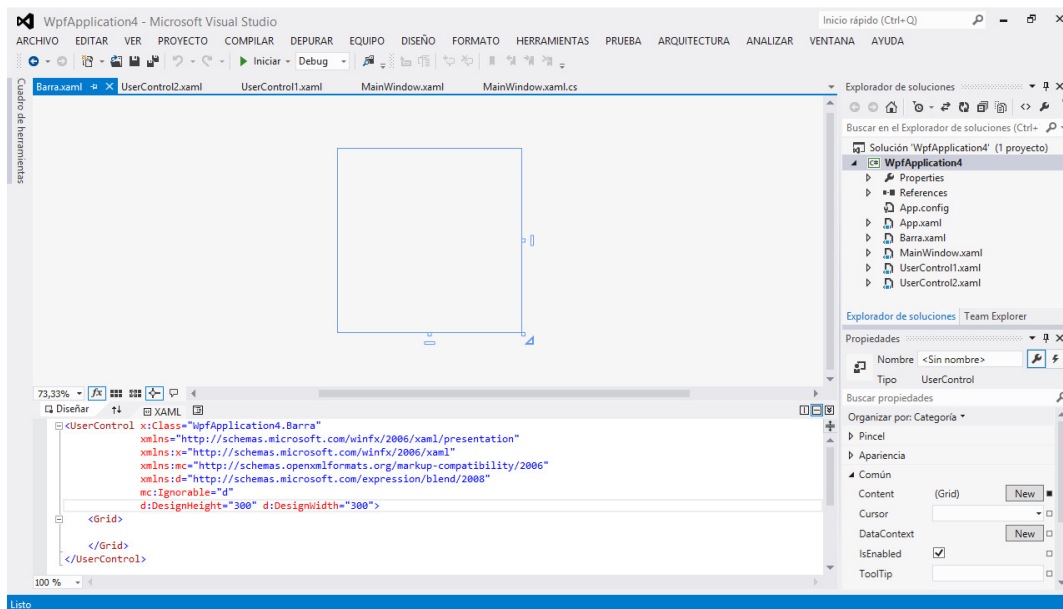 WpfApplication4 - Microsoft Visual Studio
Inicio rápido (Ctrl+Q)
ARCHIVO EDITAR VER PROYECTO COMPILAR DEPURAR EQUIPO DISEÑO FORMATO HERRAMIENTAS PRUEBA ARQUITECTURA ANALIZAR VENTANA AYUDA
Iniciar Debug
Cuadro de herramientas
Barra.xaml UserControl2.xaml UserControl1.xaml MainWindow.xaml MainWindow.xaml.cs
73,33% fx
Diseñar XAML
<UserControl x:Class="WpfApplication4.Barra"
xmlns="http://schemas.microsoft.com/winfx/2006/xaml/presentation"
xmlns:x="http://schemas.microsoft.com/winfx/2006/xaml"
xmlns:mc="http://schemas.openxmlformats.org/markup-compatibility/2006"
xmlns:d="http://schemas.microsoft.com/expression/blend/2008"
mc:Ignorable="d"
d:DesignHeight="300" d:DesignWidth="300">
<Grid>
</Grid>
</UserControl>
100 %
Listo
Explorador de soluciones
Buscar en el Explorador de soluciones (Ctrl+
Solución 'WpfApplication4' (1 proyecto)
C# WpfApplication4
Properties
References
App.config
App.xaml
Barra.xaml
MainWindow.xaml
UserControl1.xaml
UserControl2.xaml
Explorador de soluciones Team Explorer
Propiedades
Nombre <Sin nombre>
Tipo UserControl
Buscar propiedades
Organizar por: Categoría
Pincel
Apariencia
Común
Content (Grid) New
Cursor
DataContext New
IsEnabled
ToolTip